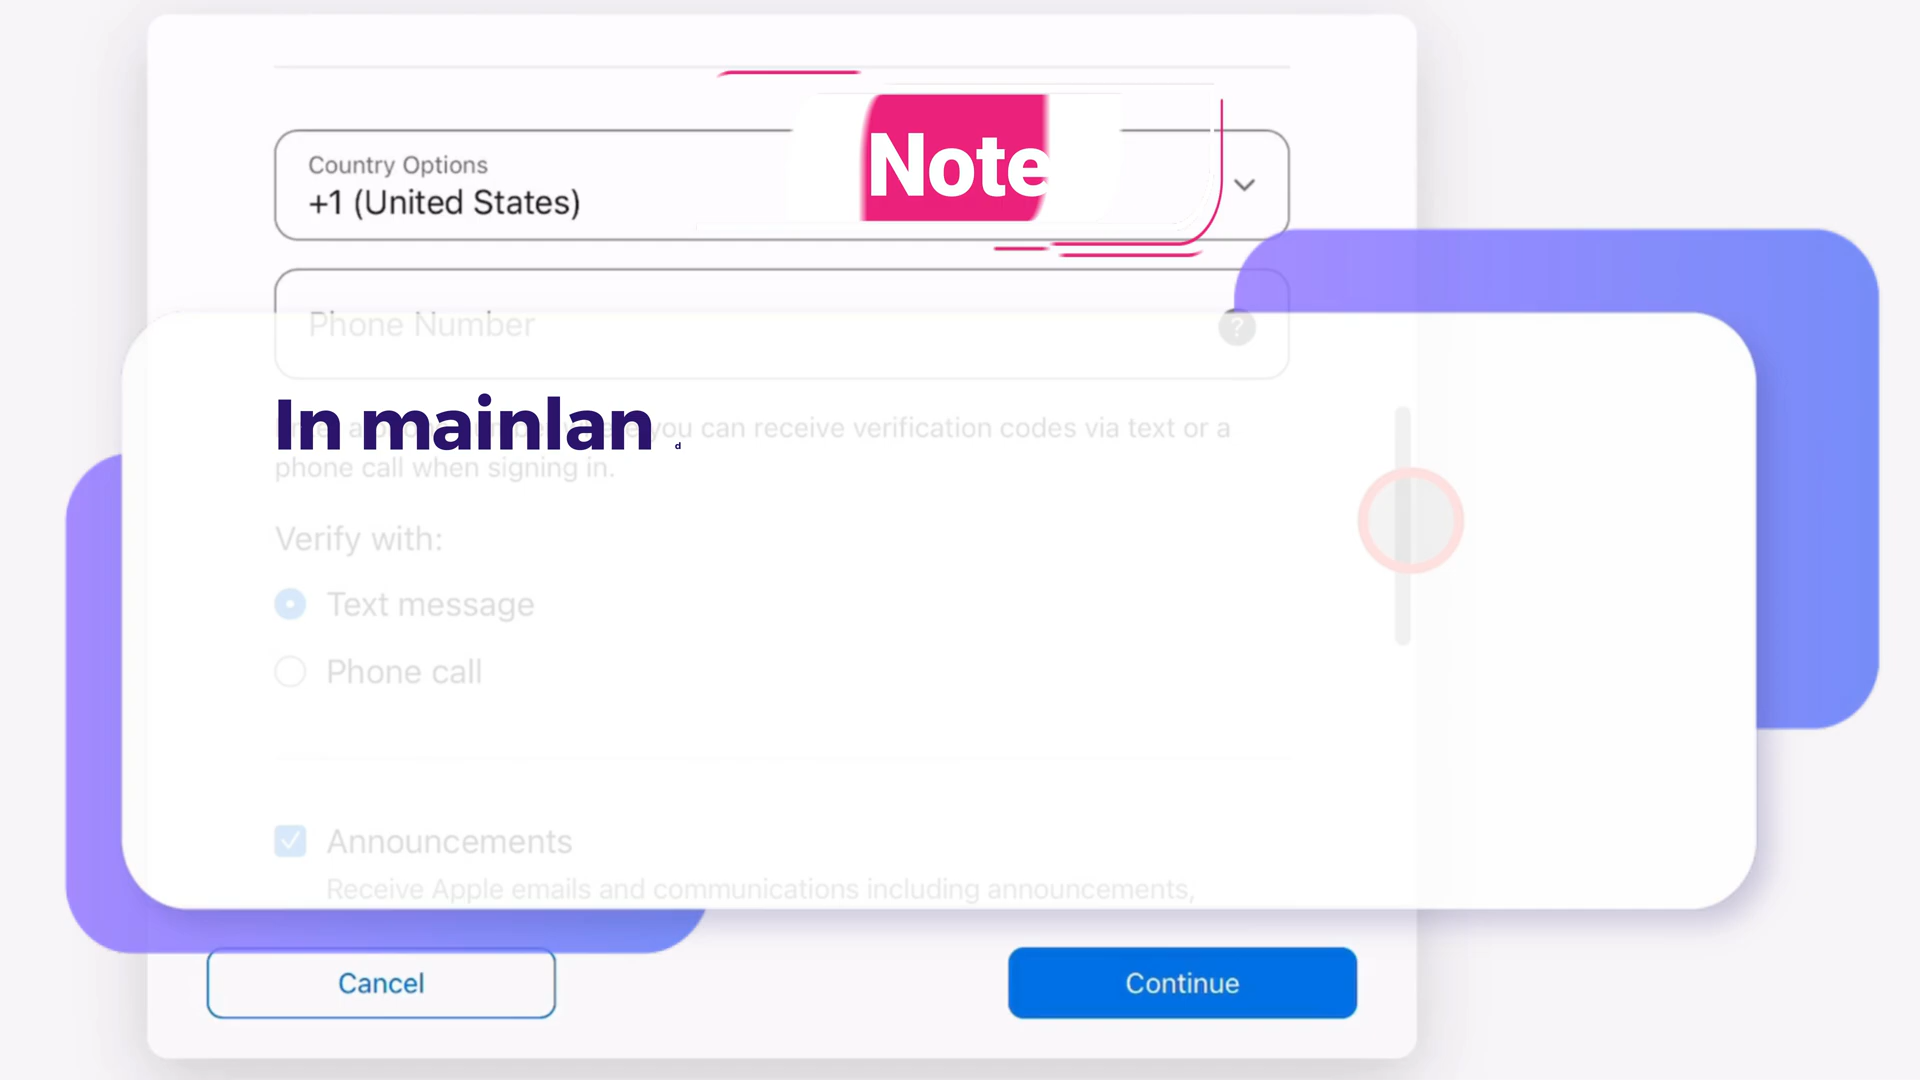 Note
Country Options
+1 (United States)
Phone Number
?
In mainland
you can receive verification codes via text or a
phone call when signing in.
Verify with:
Text message
Phone call
Announcements
Receive Apple emails and communications including announcements,
Cancel
Continue